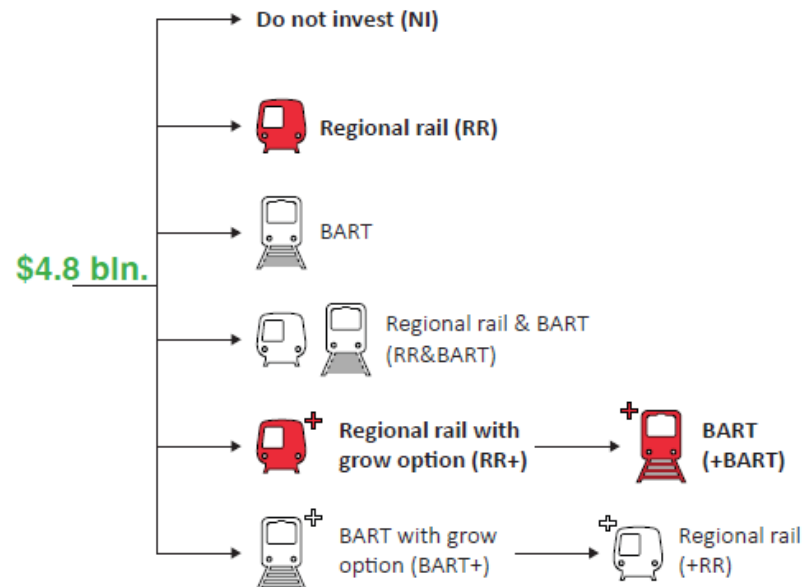 Do not invest (NI)
Regional rail (RR)
BART
$4.8 bln.
Regional rail & BART
(RR&BART)
Regional rail with
grow option (RR+)
BART
(+BART)
BART with grow
option (BART+)
Regional rail
(+RR)